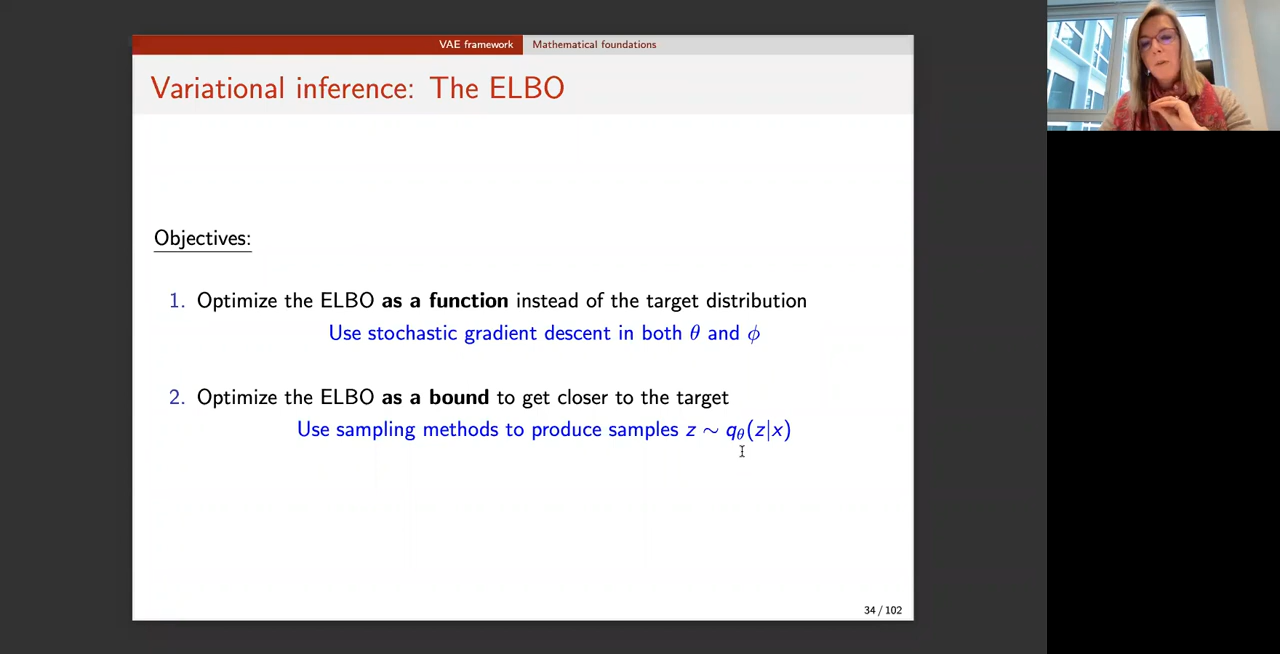 VAE framework Mathematical foundations
Variational inference: The ELBO
Objectives:
1. Optimize the ELBO as a function instead of the target distribution
Use stochastic gradient descent in both θ and ϕ
2. Optimize the ELBO as a bound to get closer to the target
Use sampling methods to produce samples z ∼ qθ(z|x)
34 / 102